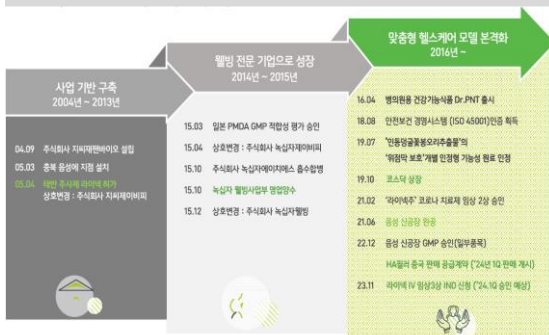 사업 기반 구축
2004년 ~ 2013년
04.09 주식회사 지씨재팬바이오 설립
05.03 충북 음성에 지점 설치
05.04 태반 주사제 라이넥 허가
상호변경 : 주식회사 지씨제이비피
웰빙 전문 기업으로 성장
2014년 ~ 2015년
15.03 일본 PMDA GMP 적합성 평가 승인
15.04 상호변경 : 주식회사 녹십자제이비피
15.10 주식회사 녹십자에이치에스 흡수합병
15.10 녹십자 웰빙사업부 영업양수
15.12 상호변경 : 주식회사 녹십자웰빙
맞춤형 헬스케어 모델 본격화
2016년 ~
16.04 병의원용 건강기능식품 Dr.PNT 출시
18.08 안전보건 경영시스템 (ISO 45001)인증 획득
19.07 '인동덩굴꽃봉오리추출물'의
'위점막 보호'개별 인정형 기능성 원료 인정
19.10 코스닥 상장
21.02 '라이넥주' 코로나 치료제 임상 2상 승인
21.06 음성 신공장 완공
22.12 음성 신공장 GMP 승인(일부품목)
HA필러 중국 판매 공급계약 ('24년 1Q 판매 개시)
23.11 라이넥 IV 임상3상 IND 신청 ('24.1Q 승인 예상)